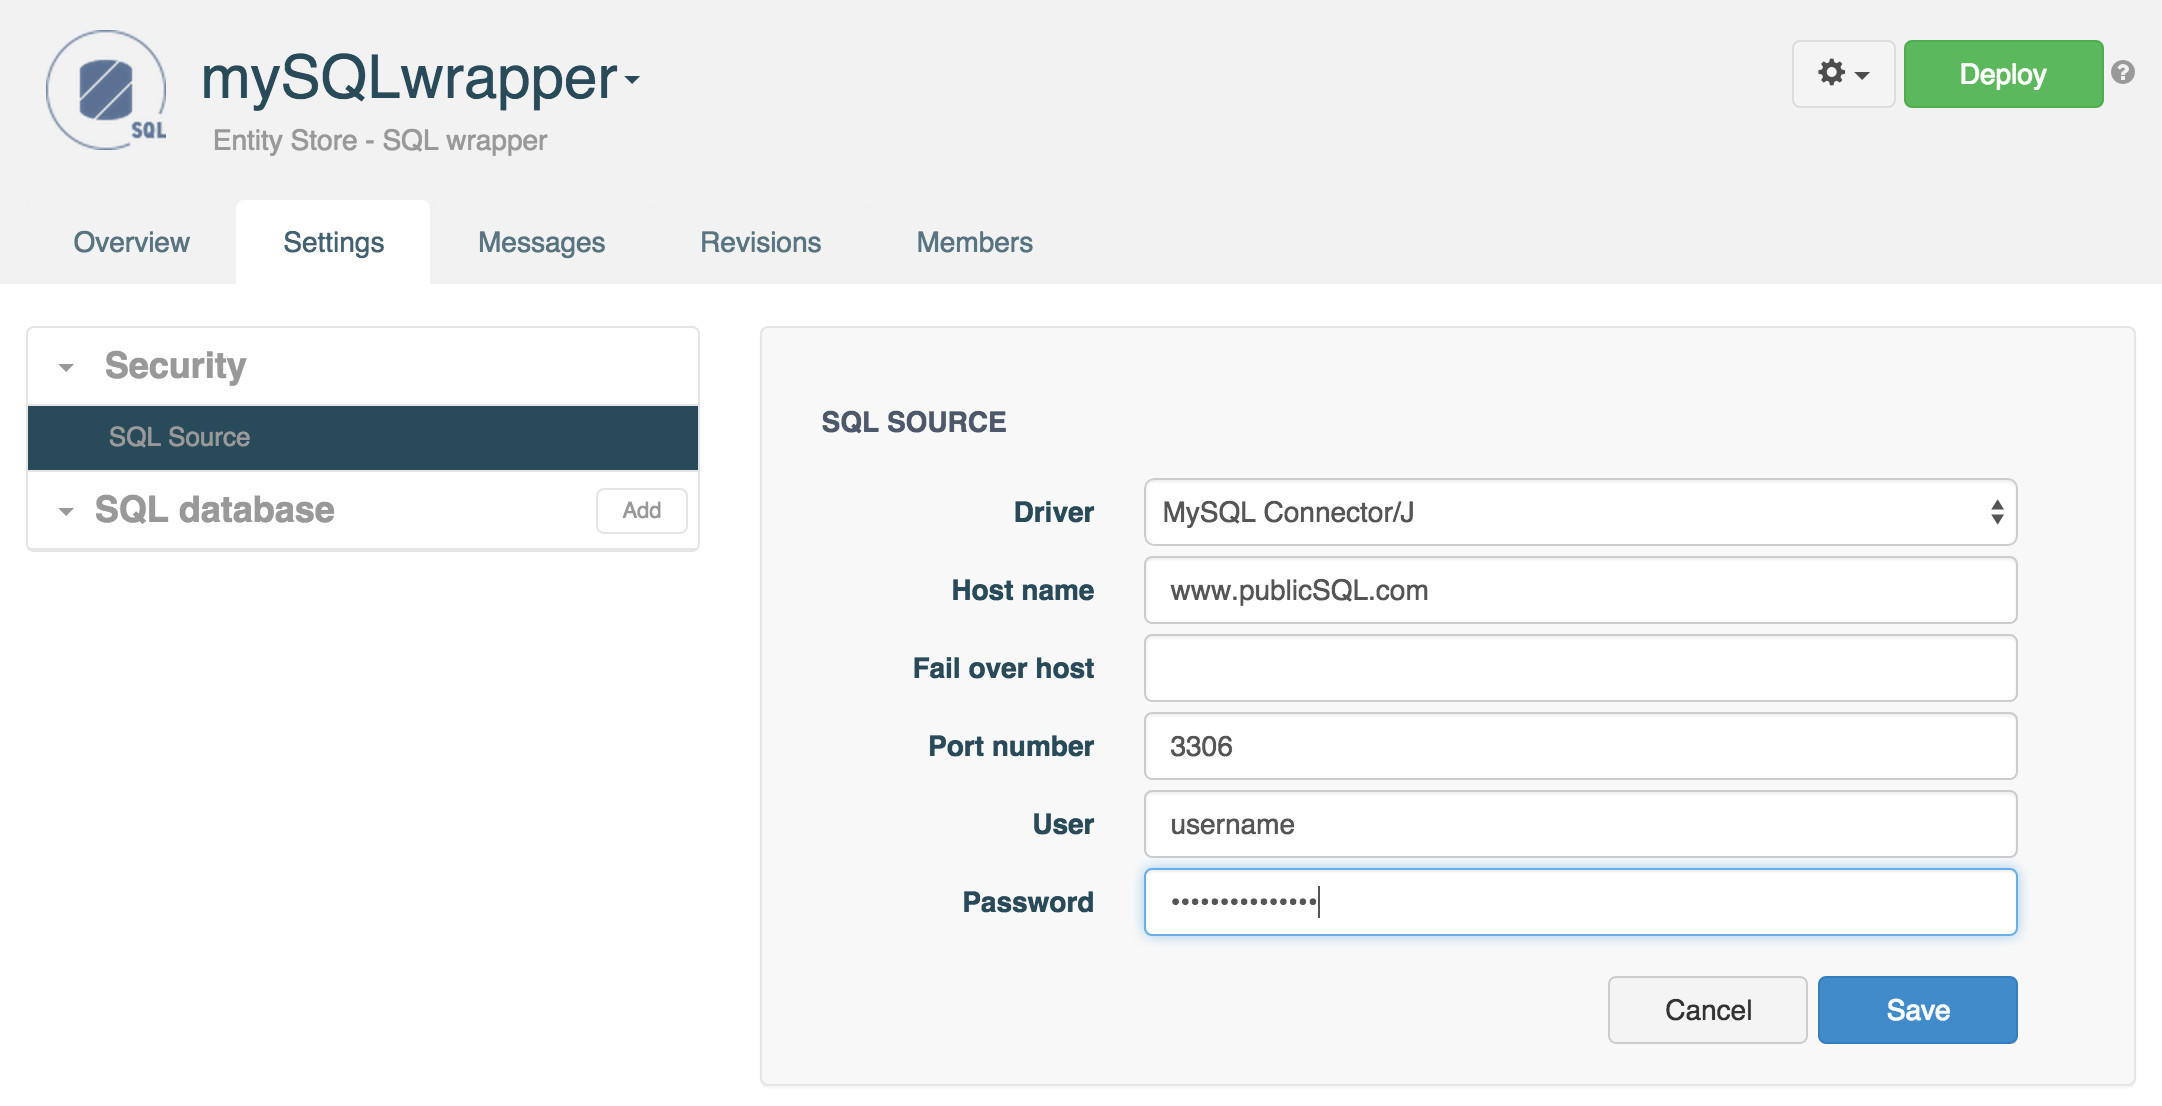 SQL
mySQLwrapper
Entity Store - SQL wrapper
Deploy
?
Overview
Settings
Messages
Revisions
Members
Security
SQL Source
SQL database
Add
SQL SOURCE
Driver
MySQL Connector/J
Host name
www.publicSQL.com
Fail over host
Port number
3306
User
username
Password
•••••••••••••••
Cancel
Save